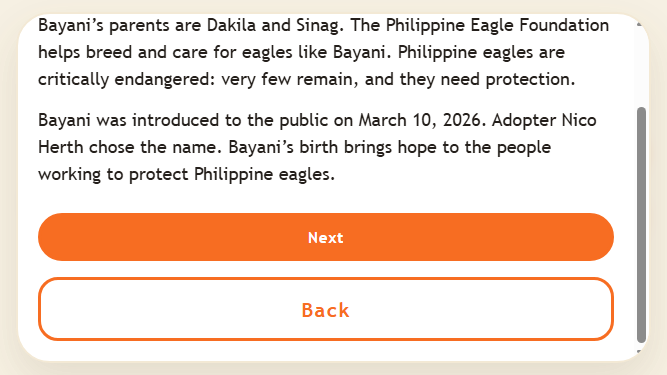 Bayani’s parents are Dakila and Sinag. The Philippine Eagle Foundation
helps breed and care for eagles like Bayani. Philippine eagles are
critically endangered: very few remain, and they need protection.
Bayani was introduced to the public on March 10, 2026. Adopter Nico
Herth chose the name. Bayani’s birth brings hope to the people
working to protect Philippine eagles.
Next
Back